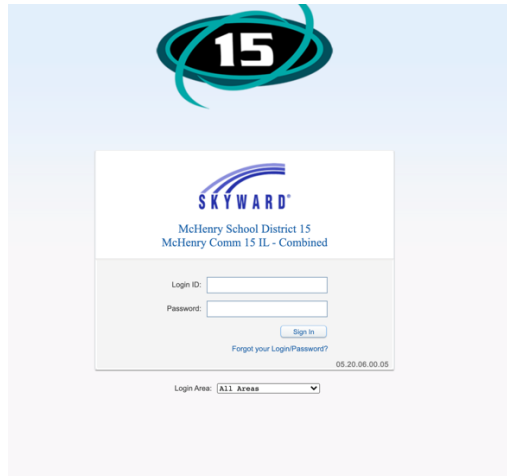 15
SKYWARD®
McHenry School District 15
McHenry Comm 15 IL - Combined
Login ID:
Password:
Sign In
Forgot your Login/Password?
05.20.06.00.05
Login Area: All Areas